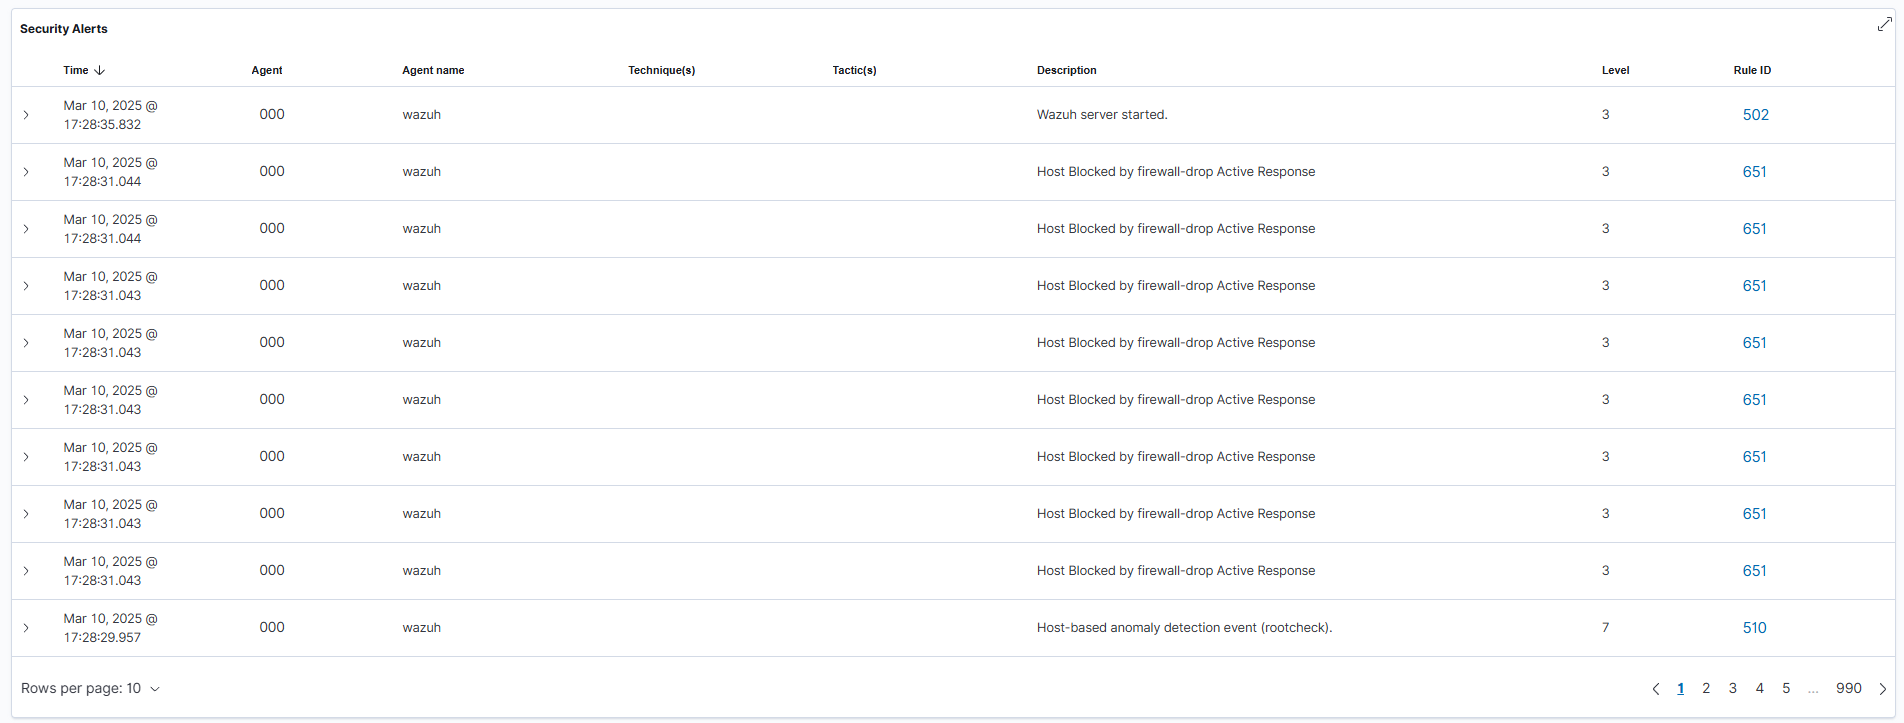 Security Alerts
Time Agent Agent name Technique(s) Tactic(s) Description Level Rule ID
Mar 10, 2025 @
17:28:35.832 000 wazuh Wazuh server started. 3 502
Mar 10, 2025 @
17:28:31.044 000 wazuh Host Blocked by firewall-drop Active Response 3 651
Mar 10, 2025 @
17:28:31.044 000 wazuh Host Blocked by firewall-drop Active Response 3 651
Mar 10, 2025 @
17:28:31.043 000 wazuh Host Blocked by firewall-drop Active Response 3 651
Mar 10, 2025 @
17:28:31.043 000 wazuh Host Blocked by firewall-drop Active Response 3 651
Mar 10, 2025 @
17:28:31.043 000 wazuh Host Blocked by firewall-drop Active Response 3 651
Mar 10, 2025 @
17:28:31.043 000 wazuh Host Blocked by firewall-drop Active Response 3 651
Mar 10, 2025 @
17:28:31.043 000 wazuh Host Blocked by firewall-drop Active Response 3 651
Mar 10, 2025 @
17:28:31.043 000 wazuh Host Blocked by firewall-drop Active Response 3 651
Mar 10, 2025 @
17:28:29.957 000 wazuh Host-based anomaly detection event (rootcheck). 7 510
Rows per page: 10 1 2 3 4 5 ... 990